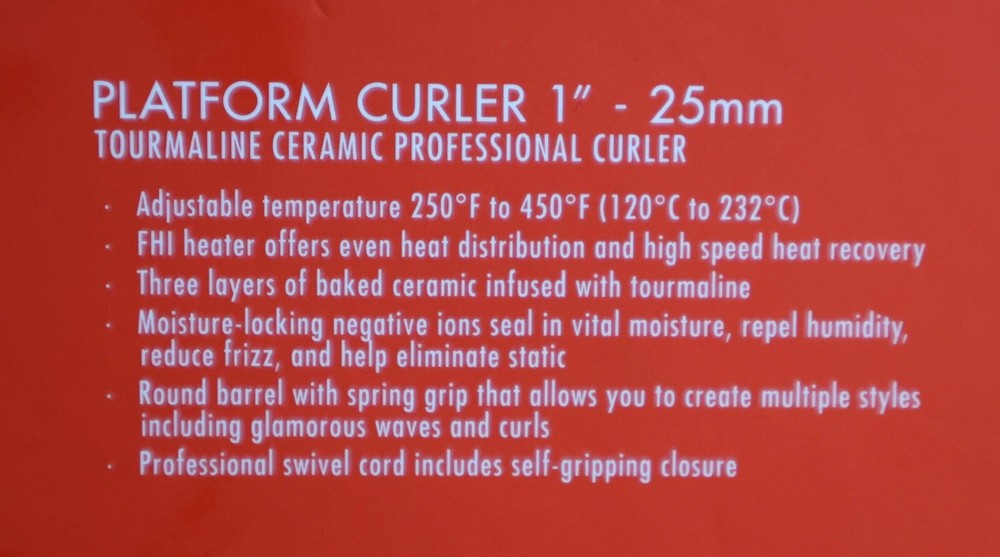 PLATFORM CURLER 1" - 25mm
TOURMALINE CERAMIC PROFESSIONAL CURLER
· Adjustable temperature 250°F to 450°F (120°C to 232°C)
· FHI heater offers even heat distribution and high speed heat recovery
· Three layers of baked ceramic infused with tourmaline
· Moisture-locking negative ions seal in vital moisture, repel humidity,
reduce frizz, and help eliminate static
· Round barrel with spring grip that allows you to create multiple styles
including glamorous waves and curls
· Professional swivel cord includes self-gripping closure